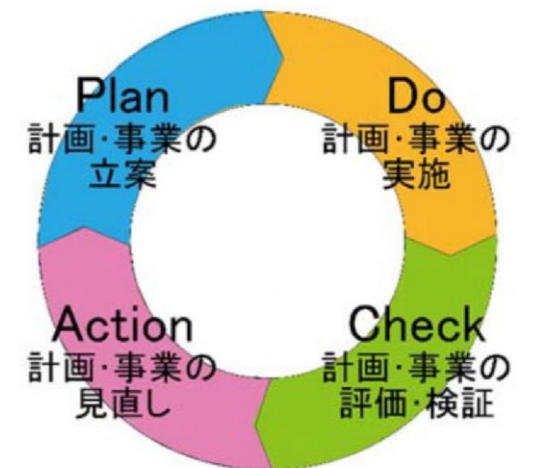 Plan
計画･事業の
立案
Do
計画･事業の
実施
Check
計画･事業の
評価･検証
Action
計画･事業の
見直し